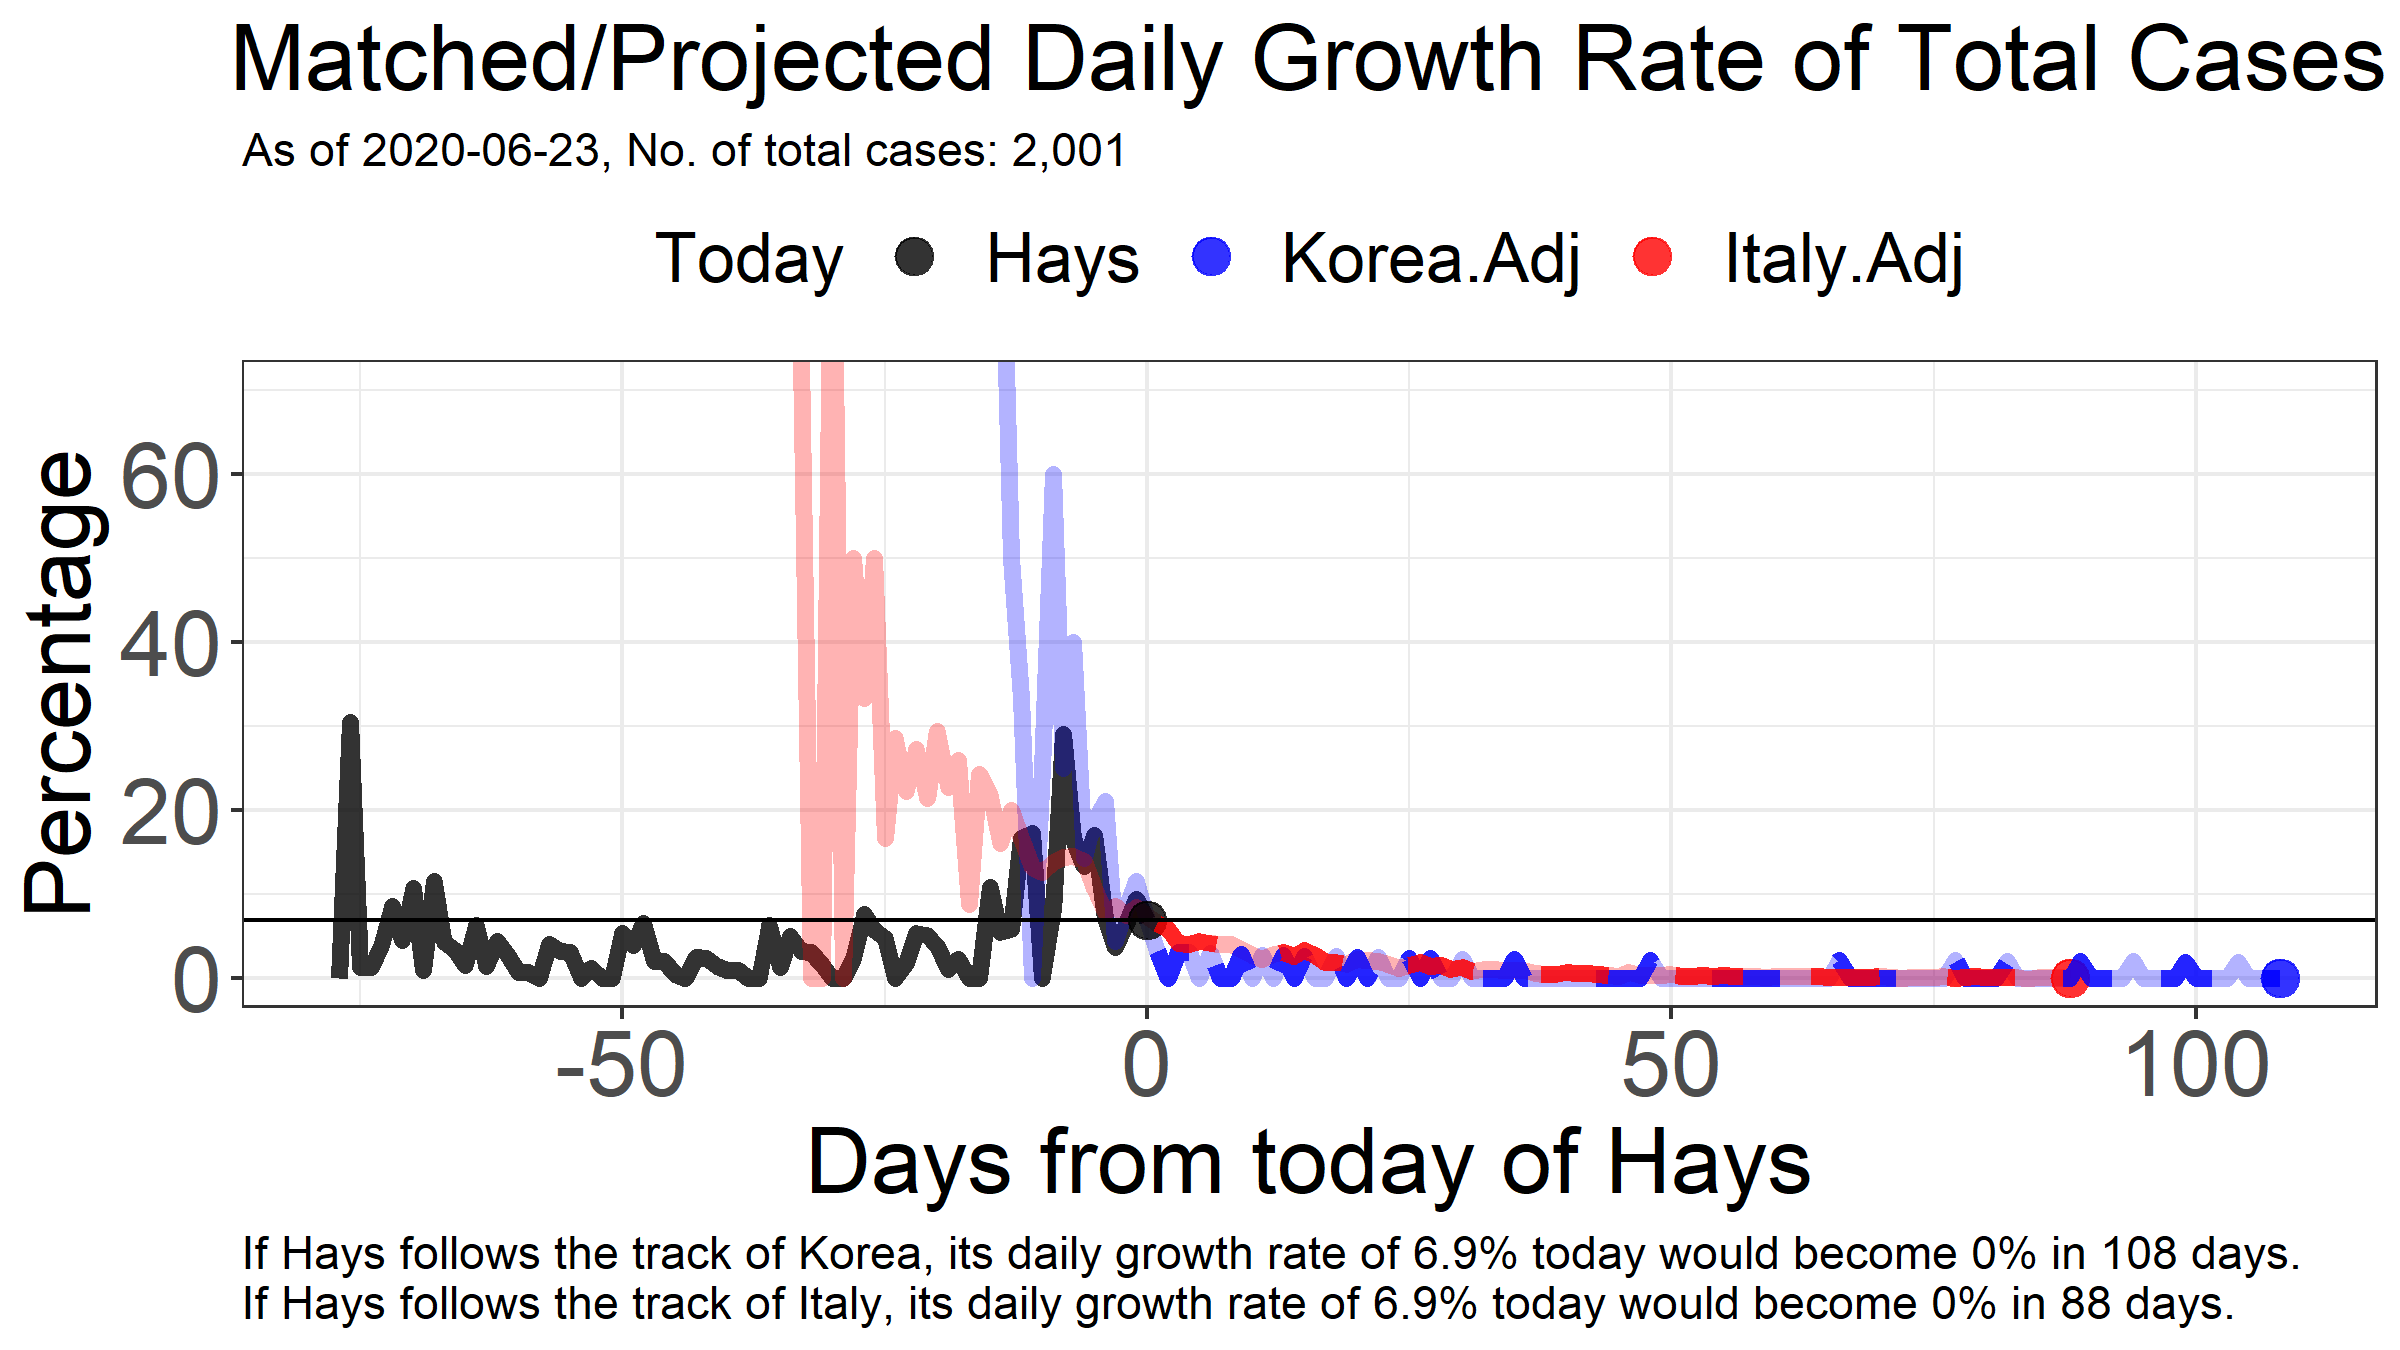 Matched/Projected Daily Growth Rate of Total Cases
As of 2020-06-23, No. of total cases: 2,001
Today Hays Korea.Adj Italy.Adj
Percentage
60
40
20
0
-50 0 50 100
Days from today of Hays
If Hays follows the track of Korea, its daily growth rate of 6.9% today would become 0% in 108 days.
If Hays follows the track of Italy, its daily growth rate of 6.9% today would become 0% in 88 days.